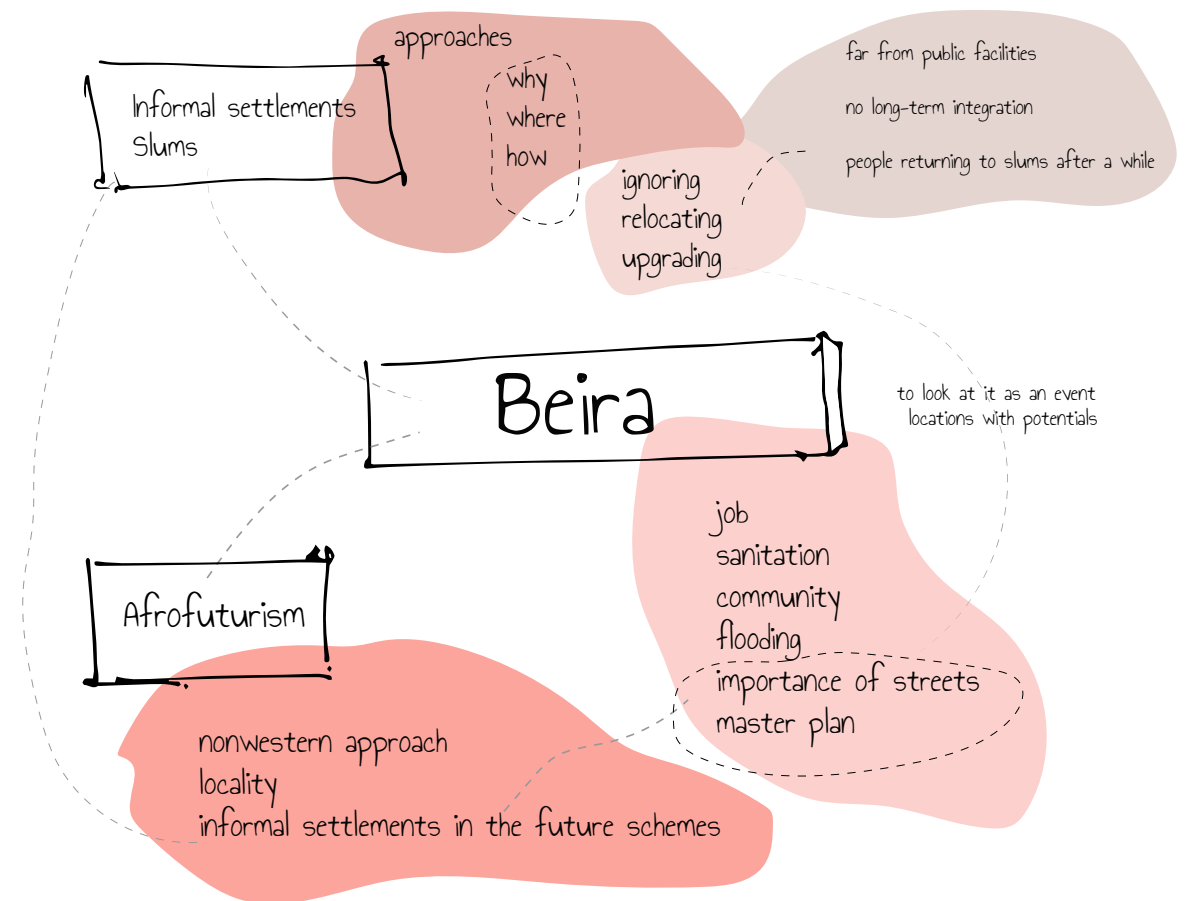 approaches
why
where
how
Informal settlements
Slums
ignoring
relocating
upgrading
far from public facilities
no long-term integration
people returning to slums after a while
Beira
to look at it as an event
locations with potentials
job
sanitation
community
flooding
importance of streets
master plan
Afrofuturism
nonwestern approach
locality
informal settlements in the future schemes